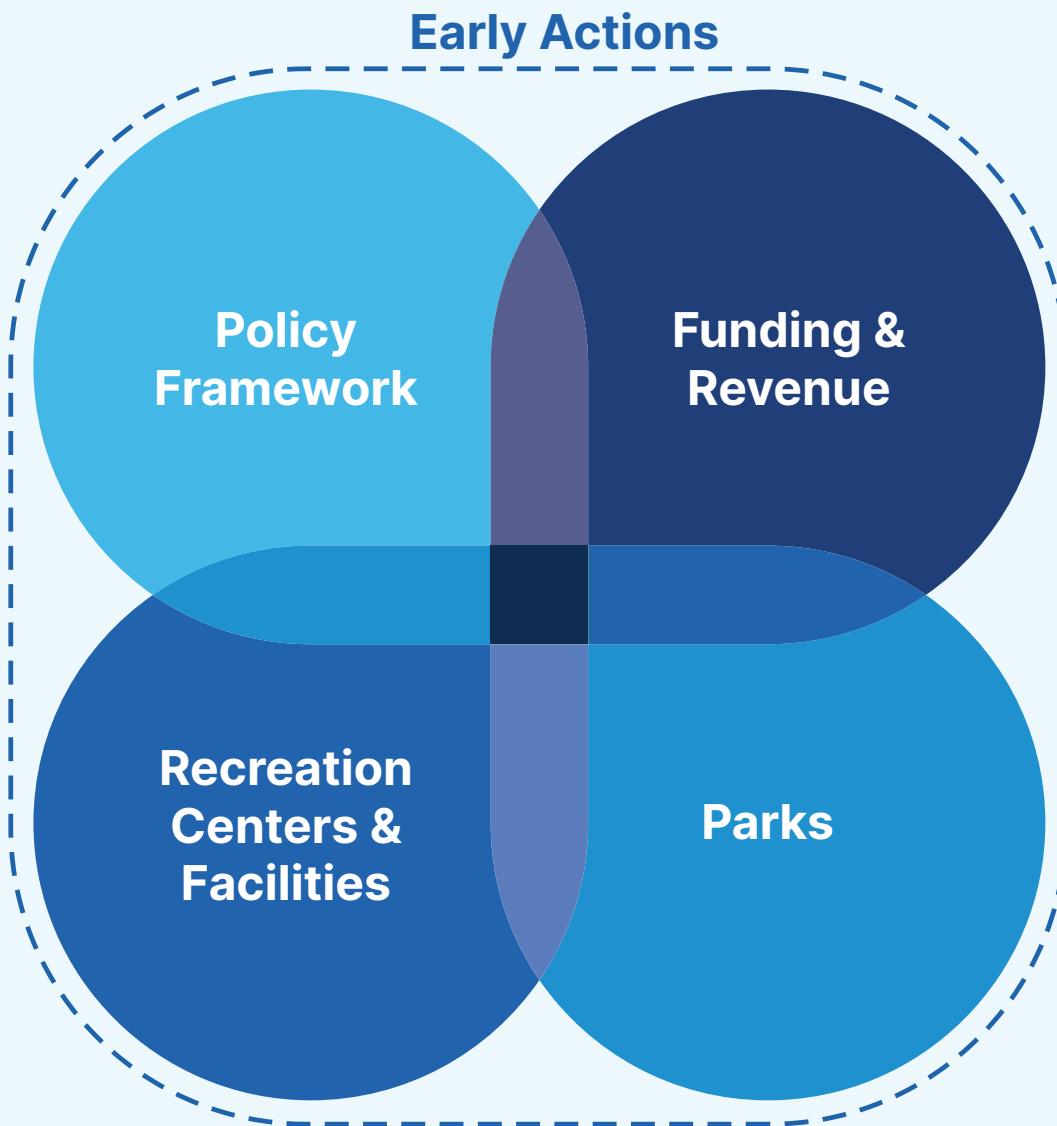 Early Actions
Policy
Framework
Funding &
Revenue
Recreation
Centers &
Facilities
Parks